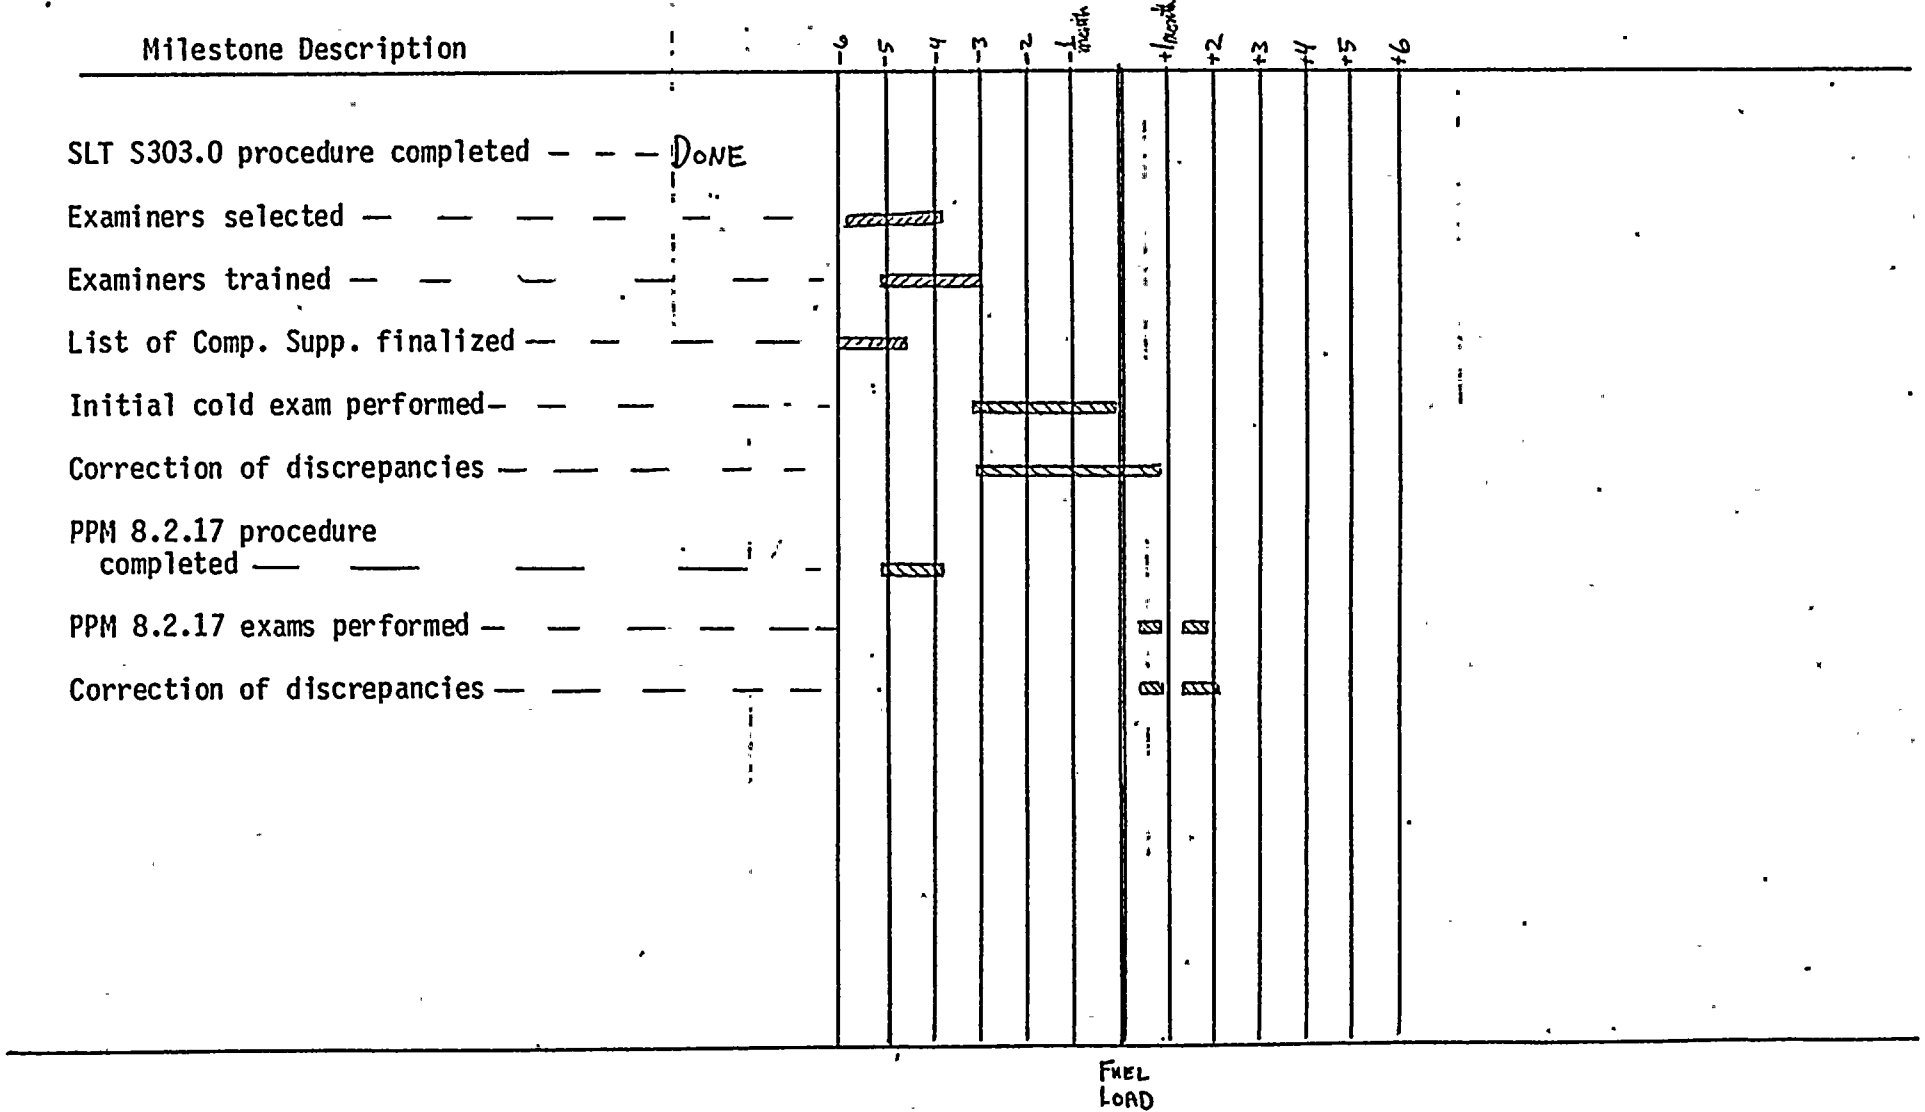 Milestone Description -6 -5 -4 -3 -2 -1 month +1 month +2 +3 +4 +5 +6
SLT S303.0 procedure completed — - - — DONE
Examiners selected
Examiners trained
List of Comp. Supp. finalized
Initial cold exam performed
Correction of discrepancies
PPM 8.2.17 procedure
completed
PPM 8.2.17 exams performed
Correction of discrepancies
FUEL
LOAD